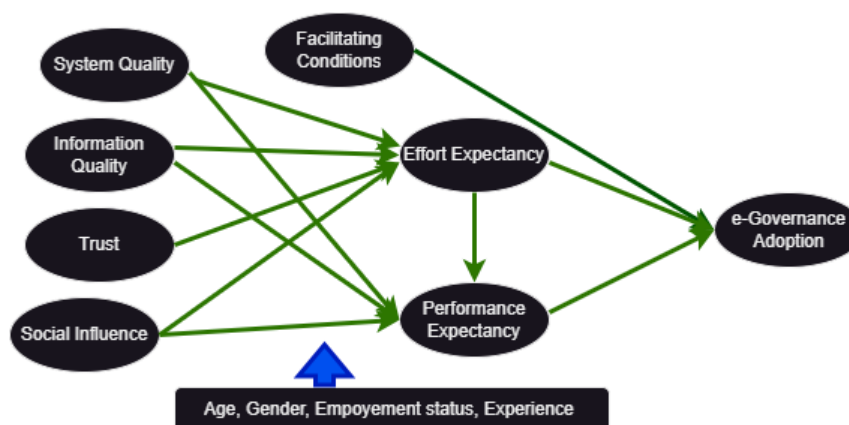 System Quality
Facilitating
Conditions
Information
Quality
Effort Expectancy
Trust
e-Governance
Adoption
Social Influence
Performance
Expectancy
Age, Gender, Empoyement status, Experience